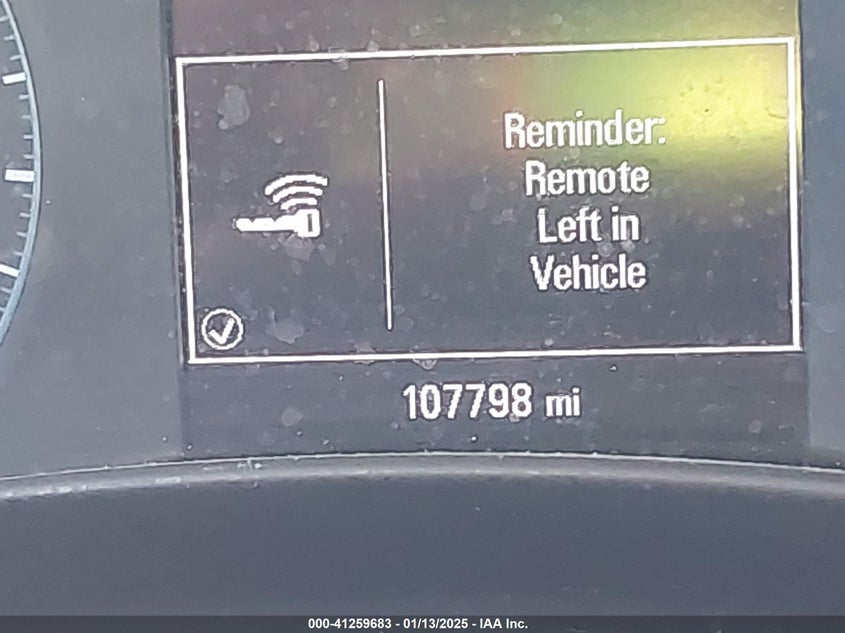 Reminder:
Remote
Left in
Vehicle
107798 mi
000-41259683 - 01/13/2025 - IAA Inc.